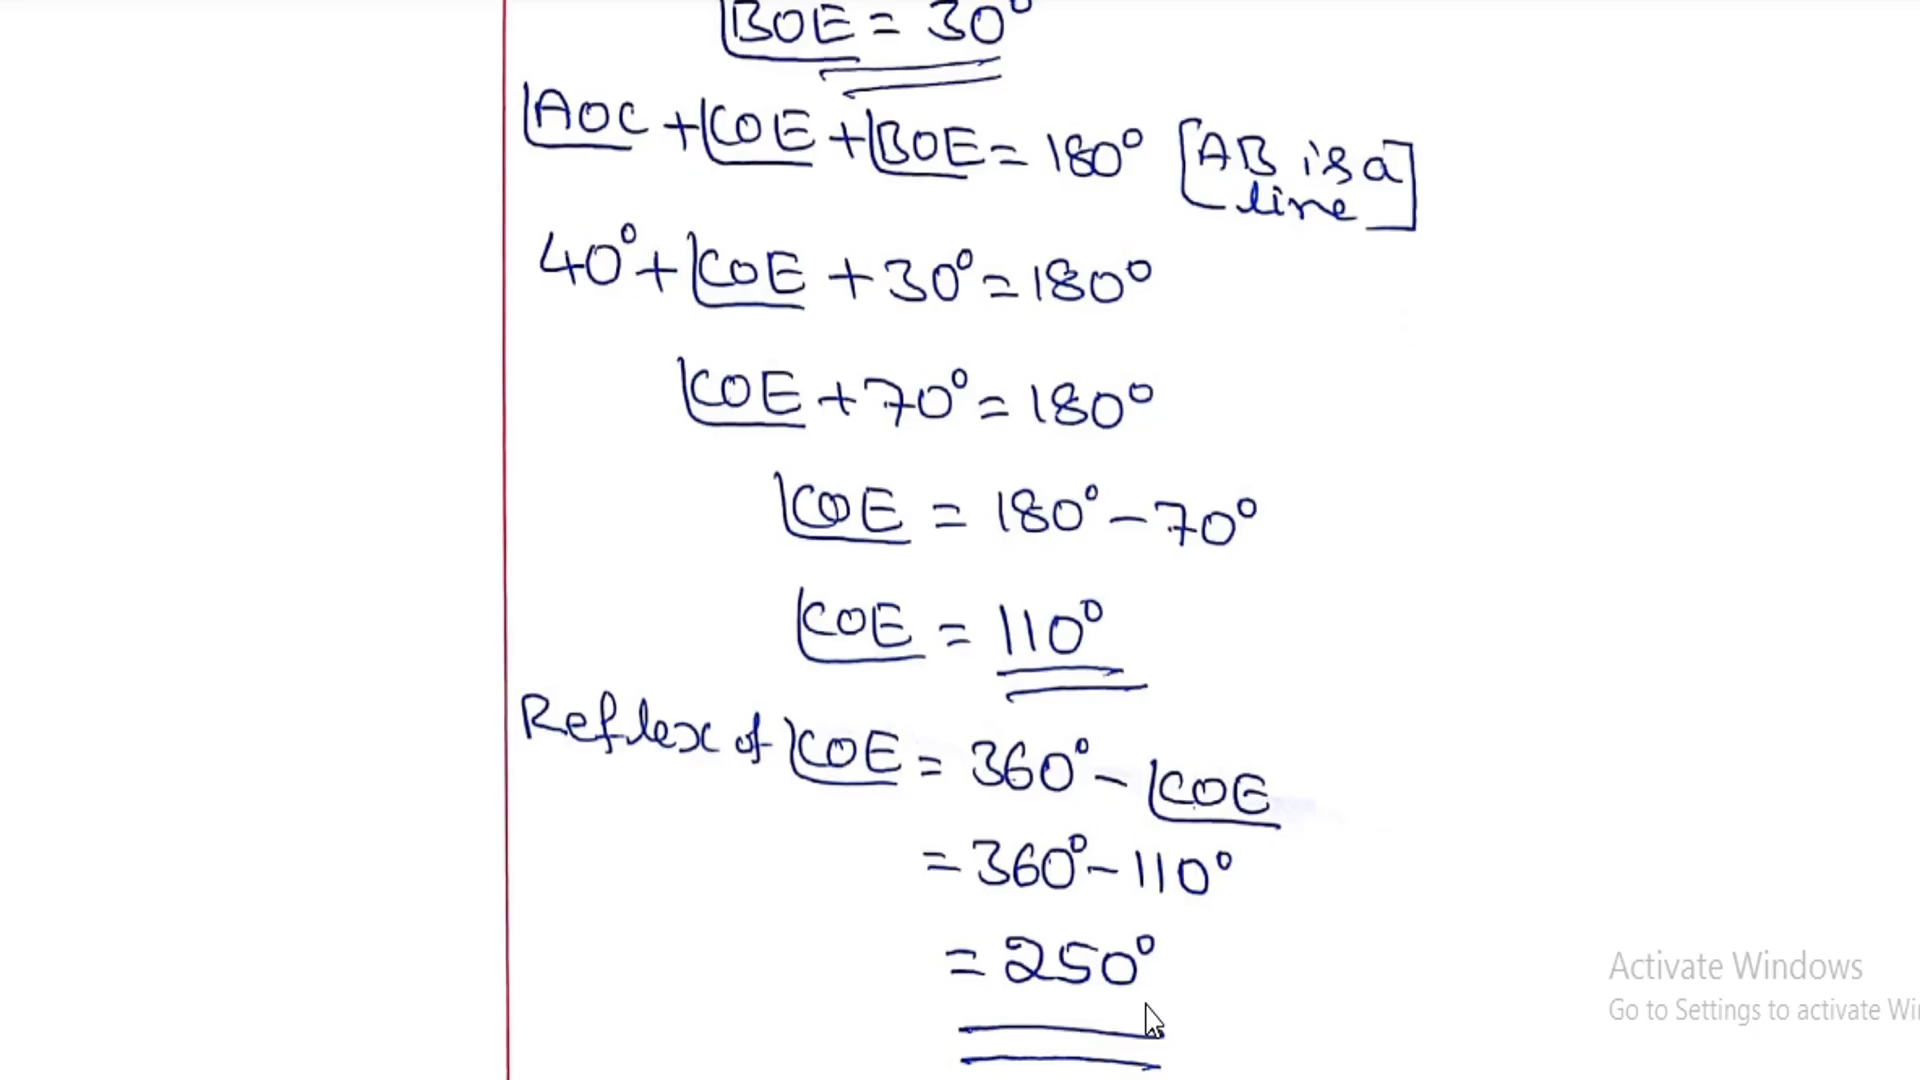 ∠BOE = 30°
∠AOC + ∠COE + ∠BOE = 180° [AB is a line]
40° + ∠COE + 30° = 180°
∠COE + 70° = 180°
∠COE = 180° - 70°
∠COE = 110°
Reflex of ∠COE = 360° - ∠COE
= 360° - 110°
= 250°
Activate Windows
Go to Settings to activate Wi